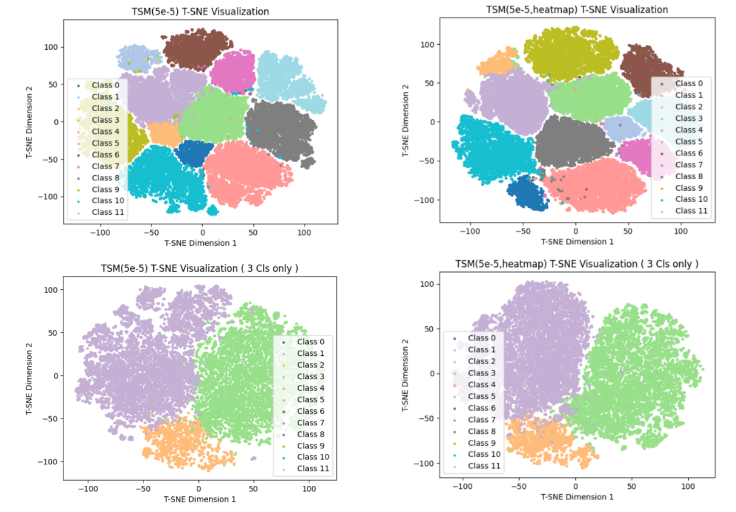 TSM(5e-5) T-SNE Visualization
T-SNE Dimension 2
100
50
0
−50
−100
Class 0
Class 1
Class 2
Class 3
Class 4
Class 5
Class 6
Class 7
Class 8
Class 9
Class 10
Class 11
−100
−50
0
50
100
T-SNE Dimension 1
TSM(5e-5,heatmap) T-SNE Visualization
T-SNE Dimension 2
100
50
0
−50
−100
Class 0
Class 1
Class 2
Class 3
Class 4
Class 5
Class 6
Class 7
Class 8
Class 9
Class 10
Class 11
−100
−50
0
50
100
T-SNE Dimension 1
TSM(5e-5) T-SNE Visualization ( 3 Cls only )
T-SNE Dimension 2
100
50
0
−50
−100
Class 0
Class 1
Class 2
Class 3
Class 4
Class 5
Class 6
Class 7
Class 8
Class 9
Class 10
Class 11
−100
−50
0
50
100
T-SNE Dimension 1
TSM(5e-5,heatmap) T-SNE Visualization ( 3 Cls only )
T-SNE Dimension 2
100
50
0
−50
−100
Class 0
Class 1
Class 2
Class 3
Class 4
Class 5
Class 6
Class 7
Class 8
Class 9
Class 10
Class 11
−100
−50
0
50
100
T-SNE Dimension 1